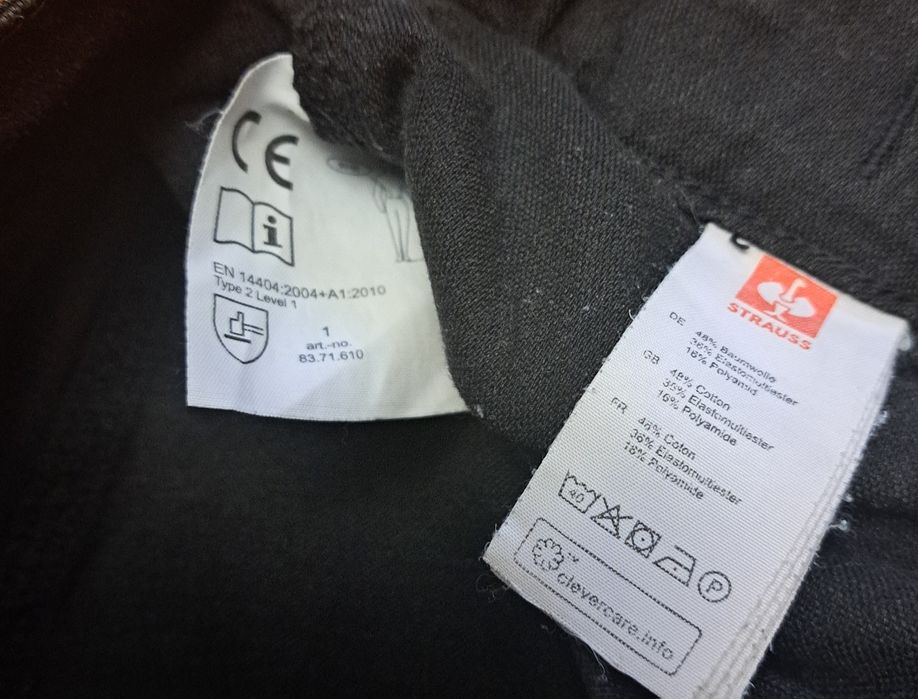 CE
i
EN 14404:2004+A1:2010
Type 2 Level 1
1
art.-no.
83.71.610
STRAUSS
DE
48% Baumwolle
36% Elastomultiester
16% Polyamid
GB
48% Cotton
36% Elastomultiester
16% Polyamide
FR
48% Coton
36% Elastomultiester
16% Polyamide
40
P
clevercare.info